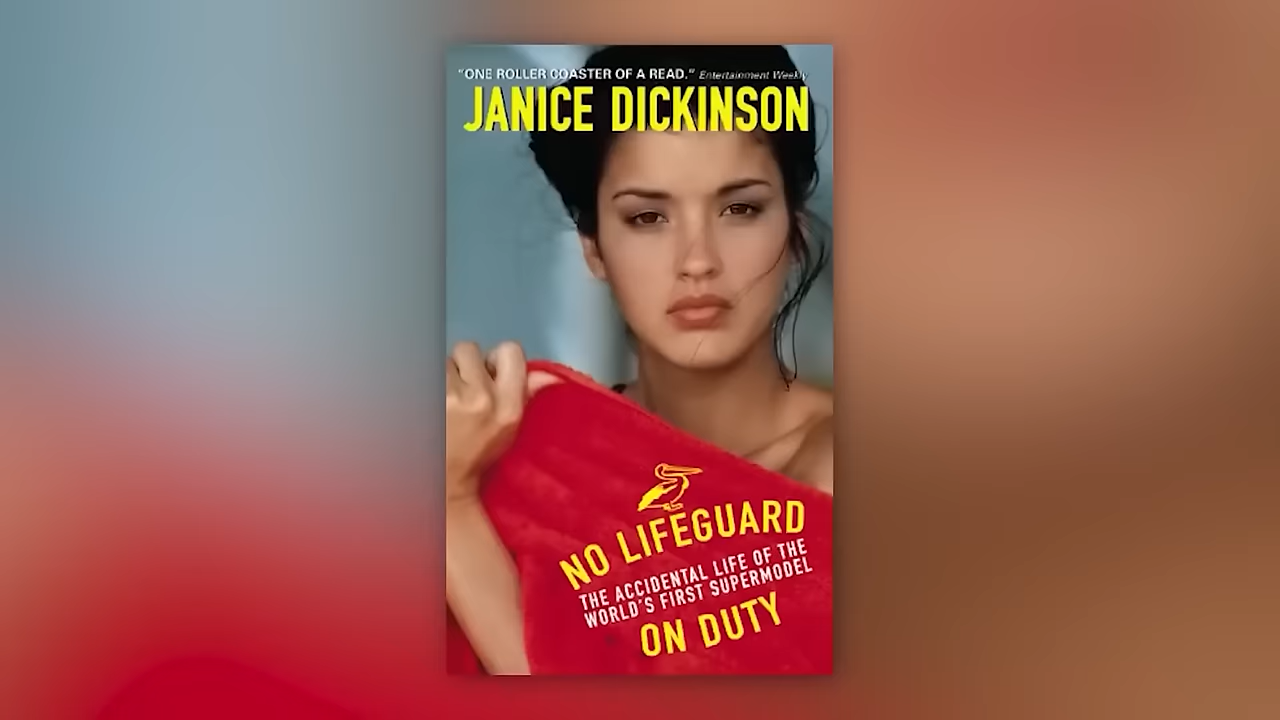 "ONE ROLLER COASTER OF A READ." Entertainment Weekly
JANICE DICKINSON
NO LIFEGUARD
THE ACCIDENTAL LIFE OF THE
WORLD'S FIRST SUPERMODEL
ON DUTY